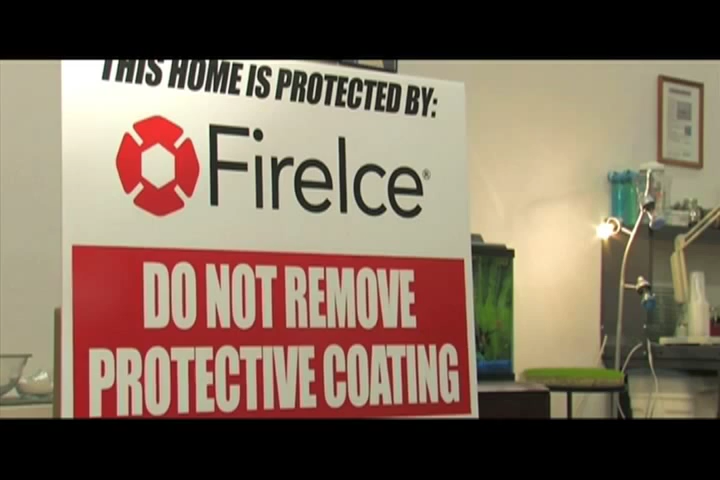 THIS HOME IS PROTECTED BY:
FireIce®
DO NOT REMOVE
PROTECTIVE COATING